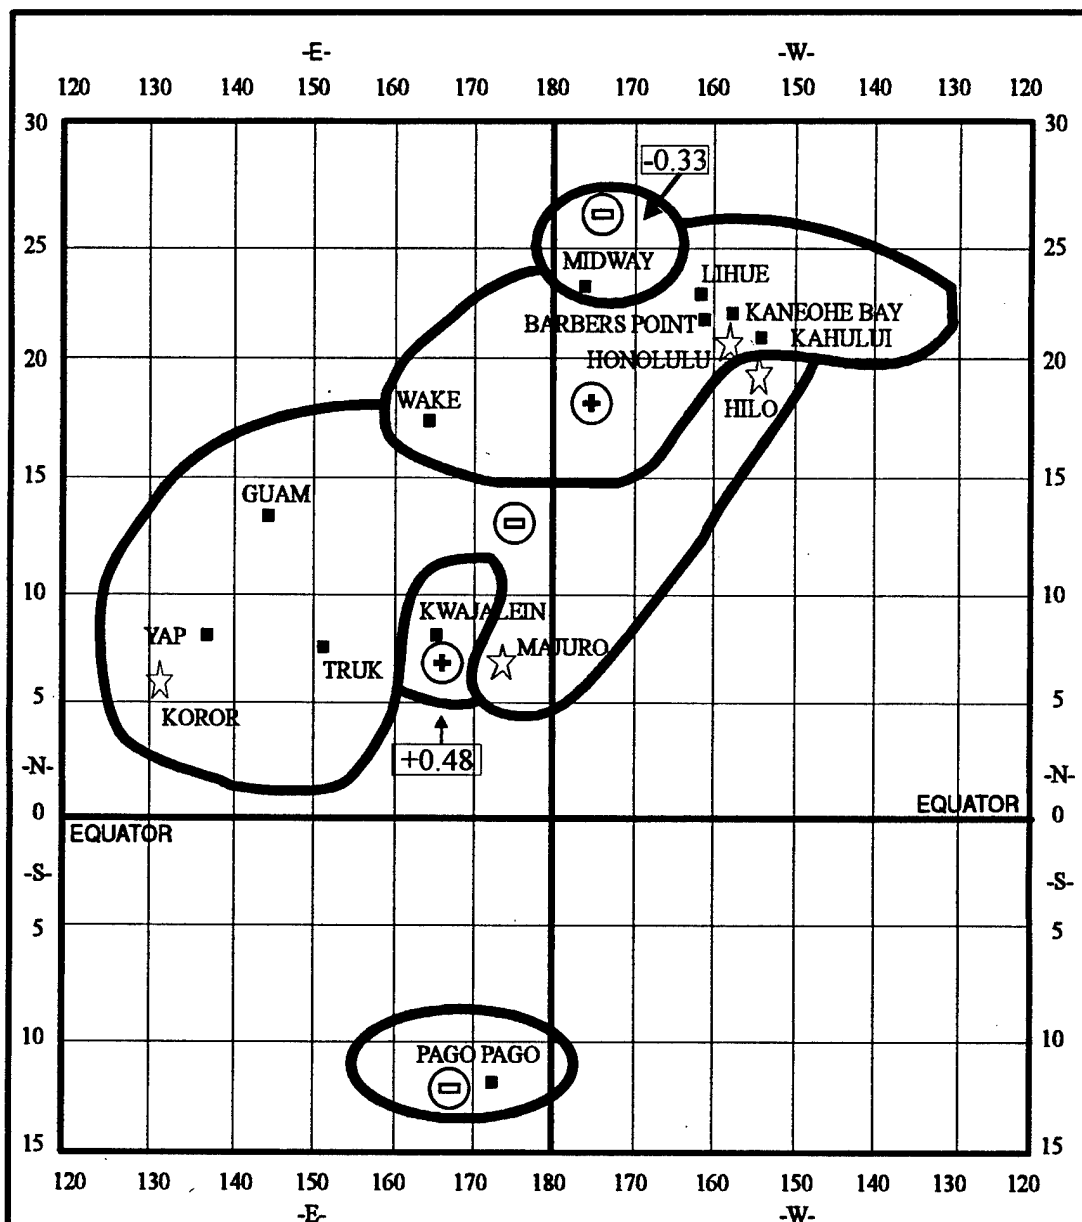 -E- -W-
120 130 140 150 160 170 180 170 160 150 140 130 120
30 30
-0.33
25 25
MIDWAY
LIHUE
KANEOHE BAY
BARBERS POINT
KAHULUI
HONOLULU
20 20
WAKE
HILO
15 15
GUAM
10 10
KWAJALEIN
YAP
MAJURO
TRUK
5 5
KOROR
+0.48
-N- -N-
EQUATOR
0 0
EQUATOR
-S- -S-
5 5
10 10
PAGO PAGO
15 15
120 130 140 150 160 170 180 170 160 150 140 130 120
-E- -W-